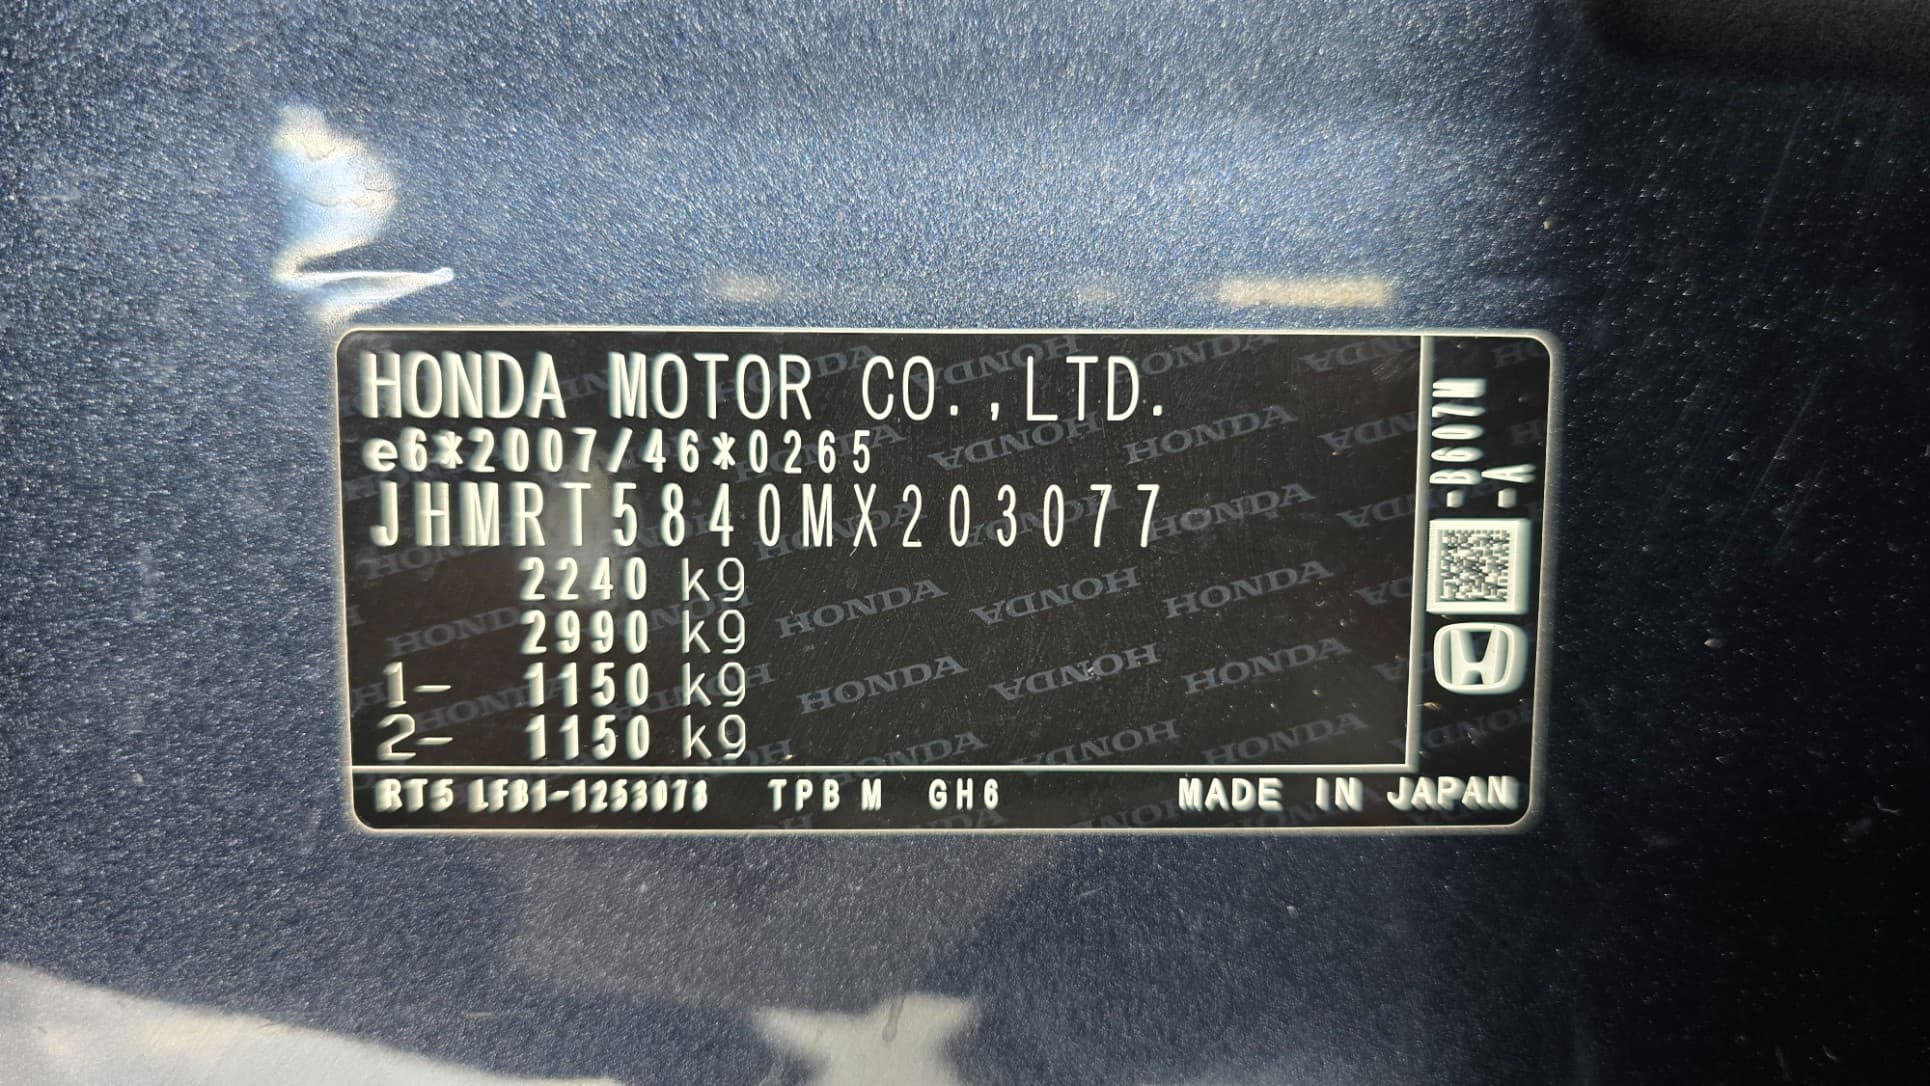 HONDA MOTOR CO.,LTD.
e6*2007/46*0265
JHMRT5840MX203077
2240 kg
2990 kg
1- 1150 kg
2- 1150 kg
RT5 LFB1-1253078 TPB M GH6 MADE IN JAPAN
-B607M
-A